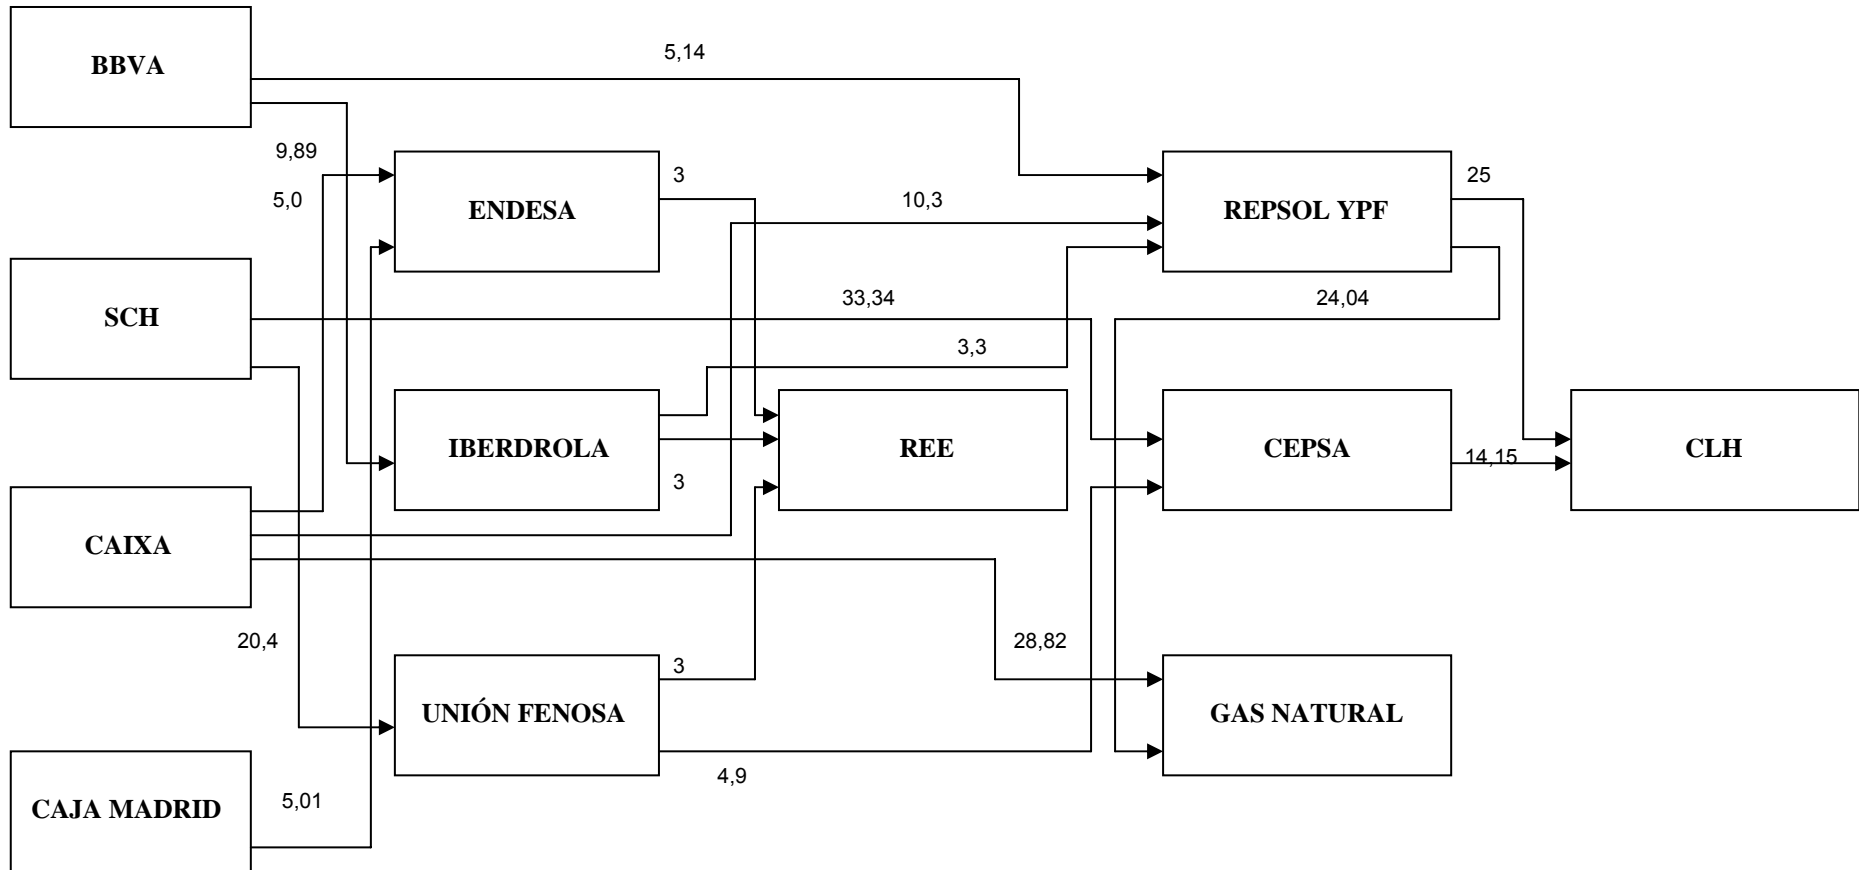 BBVA
5,14
9,89
5,0
ENDESA
3
10,3
REPSOL YPF
25
SCH
33,34
24,04
3,3
IBERDROLA
3
REE
CEPSA
14,15
CLH
CAIXA
20,4
28,82
UNIÓN FENOSA
3
GAS NATURAL
4,9
CAJA MADRID
5,01